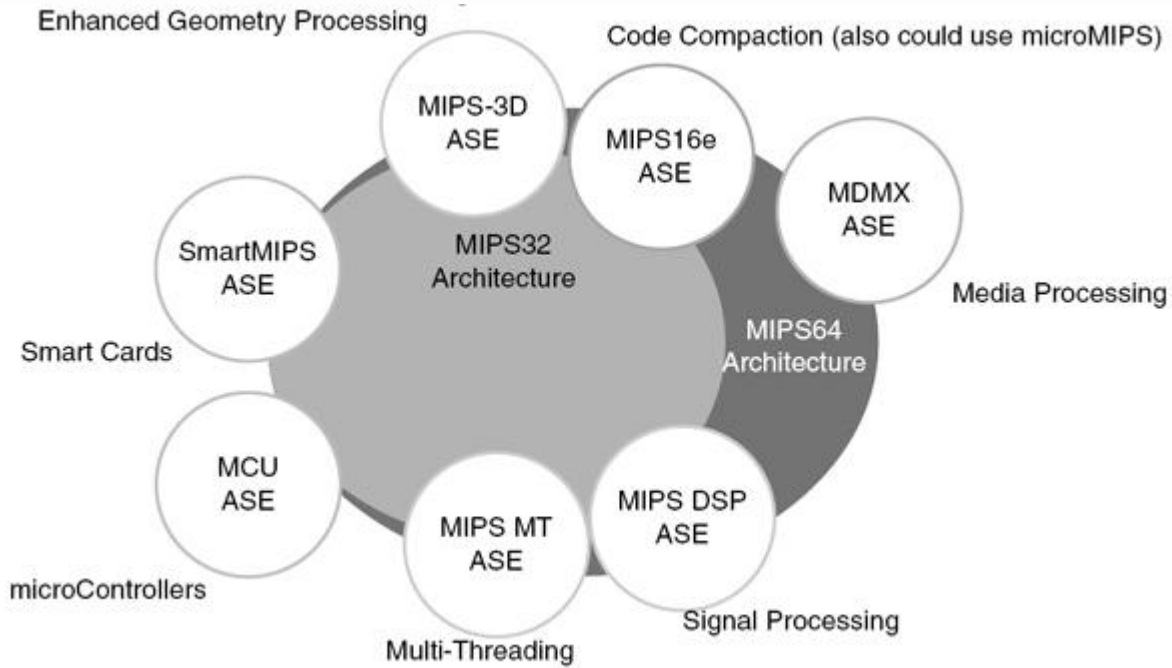 Enhanced Geometry Processing
Code Compaction (also could use microMIPS)
MIPS-3D
ASE
MIPS16e
ASE
MDMX
ASE
SmartMIPS
ASE
MIPS32
Architecture
Media Processing
MIPS64
Architecture
Smart Cards
MCU
ASE
MIPS MT
ASE
MIPS DSP
ASE
microControllers
Signal Processing
Multi-Threading